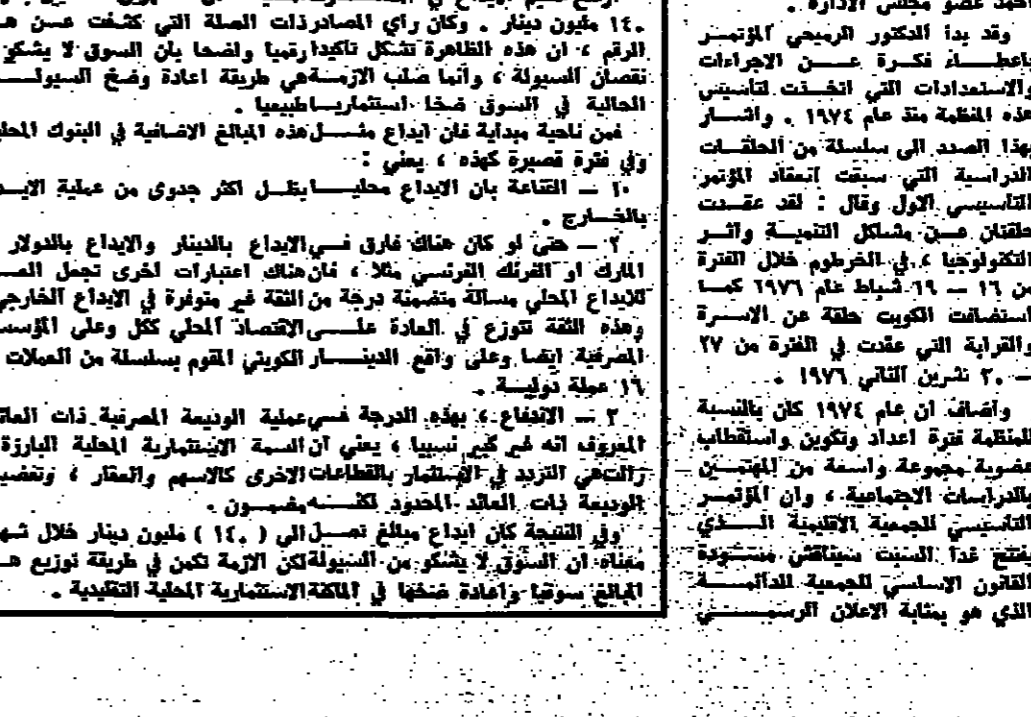 احمد عضو مجلس الادارة .
وقد بدا الدكتور الرميحي المؤتمر
باعطاء فكرة عن الاجراءات
والاستعدادات التي اتخذت لتأسيس
هذه المنظمة منذ عام ١٩٧٤ . واشار
بهذا الصدد الى سلسلة من الحلقات
الدراسية التي سبقت انعقاد المؤتمر
التأسيسي الاول وقال : لقد عقدت
حلقتان عن مشاكل التنمية واثر
التكنولوجيا ، في الخرطوم خلال الفترة
من ١٦ — ١٩ شباط عام ١٩٧٦ كما
استضافت الكويت حلقة عن الاسرة
والقرابة التي عقدت في الفترة من ٢٧
— ٣٠ تشرين الثاني ١٩٧٦ .
واضاف ان عام ١٩٧٤ كان بالنسبة
للمنظمة فترة اعداد وتكوين واستقطاب
عضوية مجموعة واسعة من المهتمين
بالدراسات الاجتماعية ، وان المؤتمر
التأسيسي للجمعية الاقليمية الذي
يفتتح غدا السبت سيناقش مسودة
القانون الاساسي للجمعية الدائمة
الذي هو بمثابة الاعلان الرسمي
١٤٠ مليون دينار . وكان رأي المصادر ذات الصلة التي كشفت عن
الرقم ، ان هذه الظاهرة تشكل تأكيدا رقميا واضحا بأن السوق لا يشكو
نقصان السيولة ، وانما صلب الازمة هي طريقة اعادة وضخ السيولة
الحالية في السوق ضخا استثماريا طبيعيا .
فمن ناحية مبدأية فان ايداع مثل هذه المبالغ الاضافية في البنوك
وفي فترة قصيرة كهذه ، يعني :
١ — القناعة بان الايداع محليا يظل اكثر جدوى من عملية
بالخارج .
٢ — حتى لو كان هناك فارق في الايداع بالدينار والايداع بالدولار
المارك او الفرنك الفرنسي مثلا ، فان هناك اعتبارات اخرى تجعل
للايداع المحلي مسألة متضمنة درجة من الثقة غير متوفرة في الايداع
وهذه الثقة تتوزع في العادة على الاقتصاد المحلي ككل وعلى
المصرفية ايضا وعلى واقع الدينار الكويتي المقوم بسلسلة من العملات
١٦ عملة دولية .
٣ — الاندفاع ، بهذه الدرجة في عملية الوديعة المصرفية ذات
المعروف انه غير كبير نسبيا ، يعني ان السمة الاستثمارية المحلية البارزة
هي التردد في الاستثمار بالقطاعات الاخرى كالاسهم والعقار ،
الوديعة ذات العائد المحدود لكنه مضمون .
وفي النتيجة كان ايداع مبالغ تصل الى ( ١٤٠ ) مليون دينار خلال
معناه ان السوق لا يشكو من السيولة لكن الازمة تكمن في طريقة توزيع
المبالغ سوقيا واعادة ضخها في الماكنة الاستثمارية المحلية التقليدية .